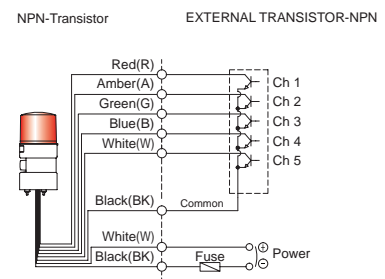 NPN-Transistor
EXTERNAL TRANSISTOR-NPN
Red(R)
Amber(A)
Green(G)
Blue(B)
White(W)
Ch 1
Ch 2
Ch 3
Ch 4
Ch 5
Black(BK)
Common
White(W)
Black(BK)
Fuse
⊕
⊖
Power